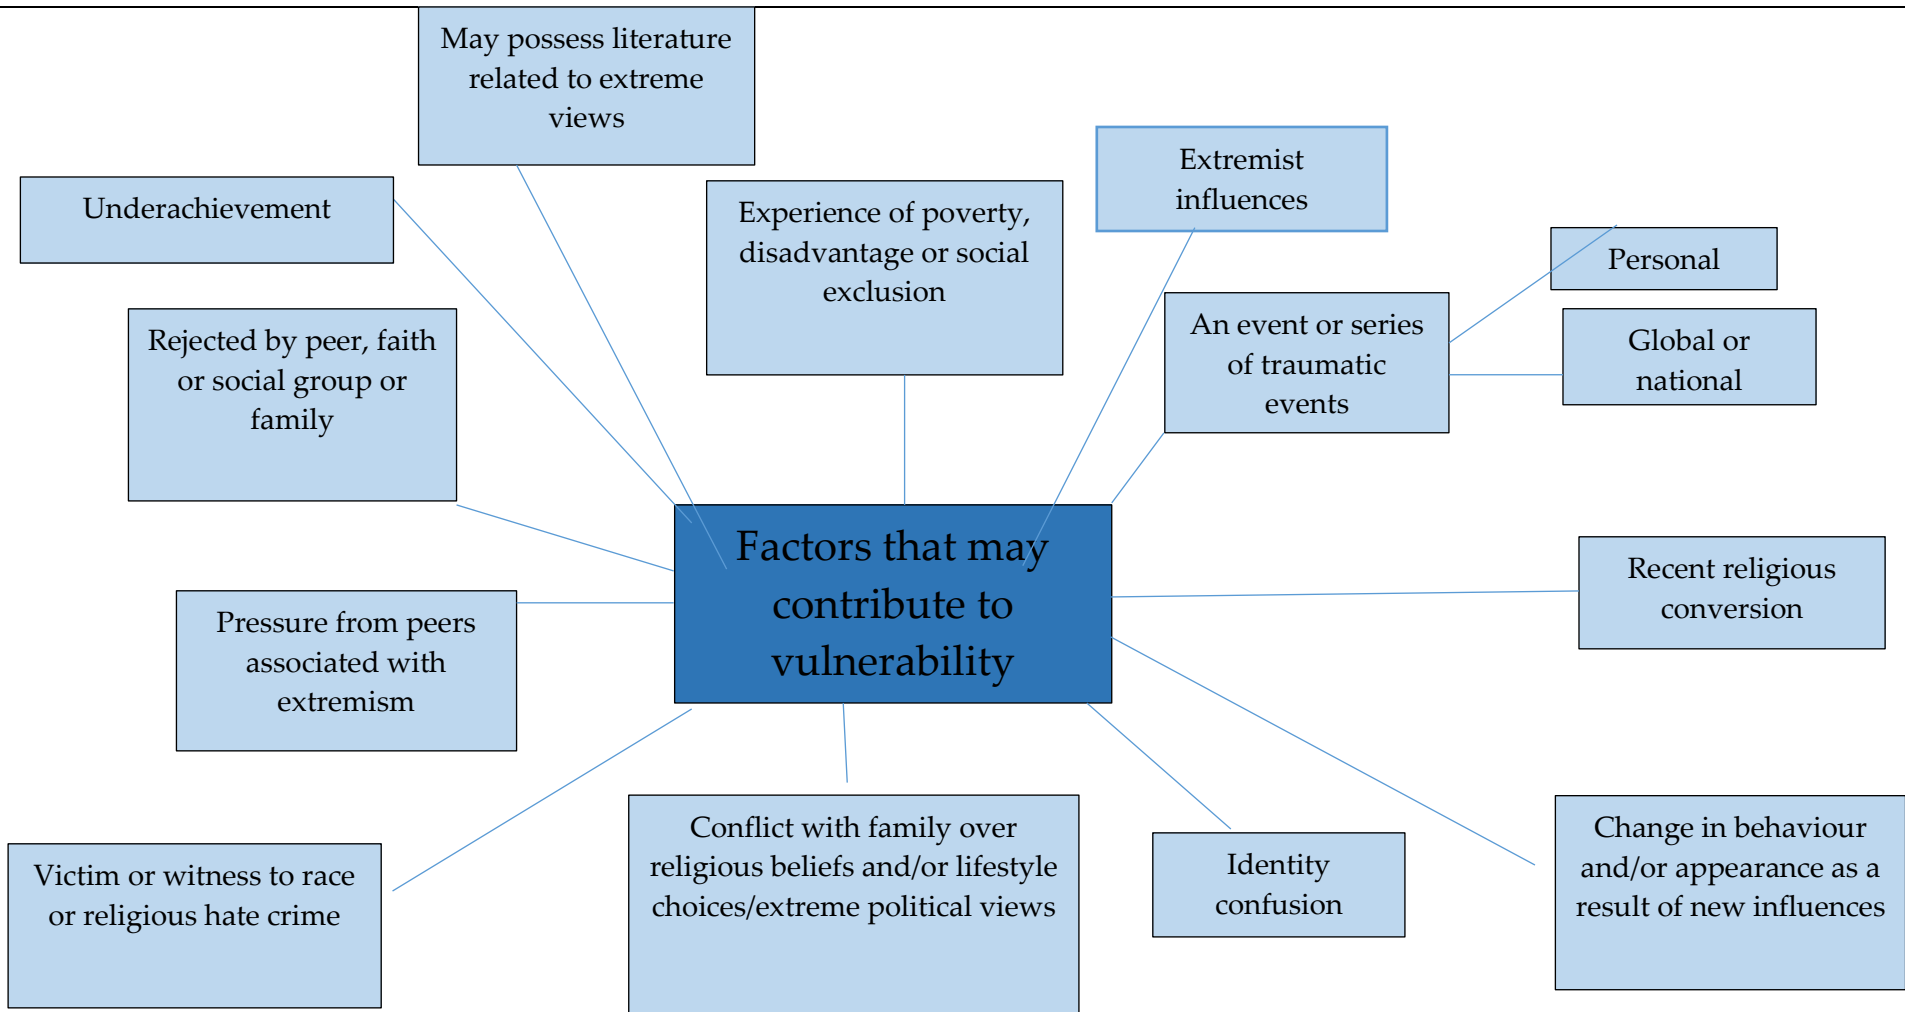 May possess literature
related to extreme
views
Extremist
influences
Underachievement
Experience of poverty,
disadvantage or social
exclusion
Personal
An event or series
of traumatic
events
Global or
national
Rejected by peer, faith
or social group or
family
Factors that may
contribute to
vulnerability
Recent religious
conversion
Pressure from peers
associated with
extremism
Victim or witness to race
or religious hate crime
Conflict with family over
religious beliefs and/or lifestyle
choices/extreme political views
Identity
confusion
Change in behaviour
and/or appearance as a
result of new influences